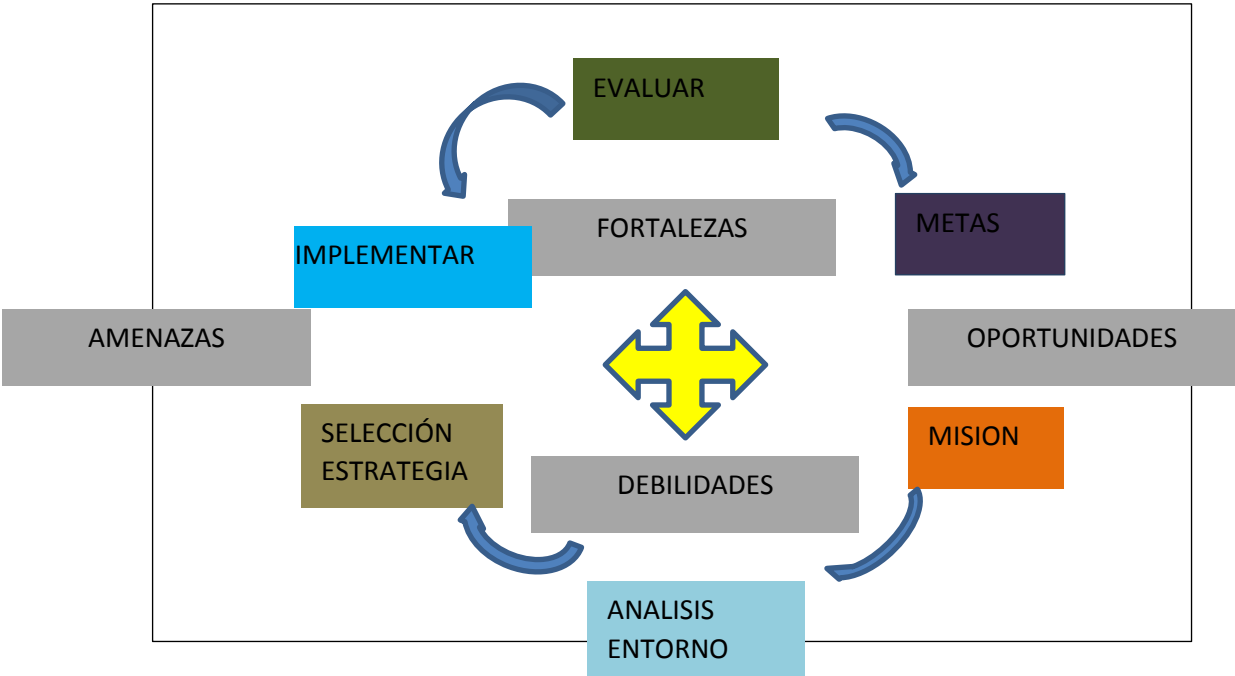 EVALUAR
FORTALEZAS
METAS
IMPLEMENTAR
AMENAZAS
OPORTUNIDADES
SELECCIÓN
ESTRATEGIA
MISION
DEBILIDADES
ANALISIS
ENTORNO